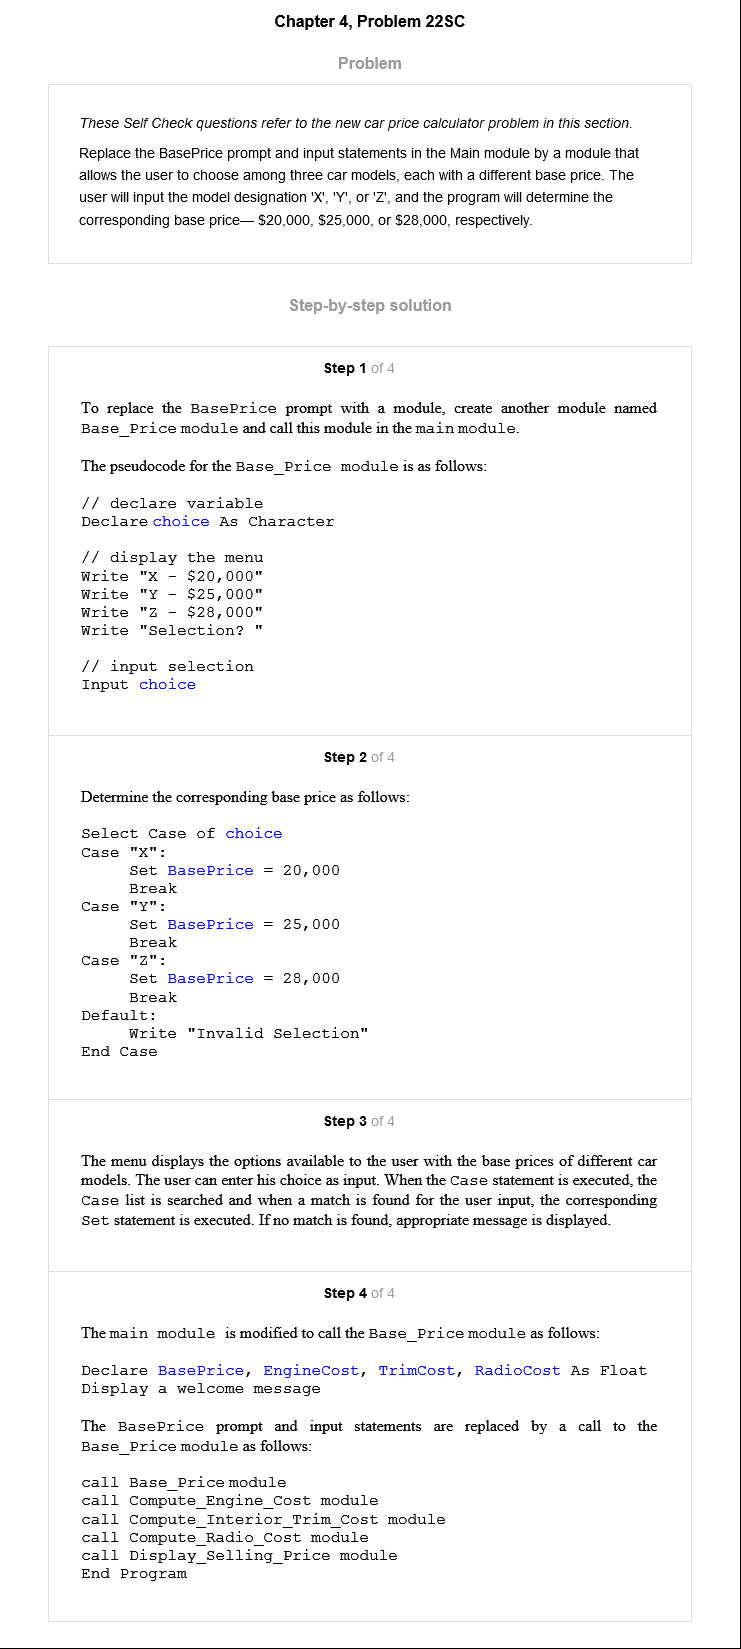 Chapter 4, Problem 22SC
Problem
These Self Check questions refer to the new car price calculator problem in this section.
Replace the BasePrice prompt and input statements in the Main module by a module that
allows the user to choose among three car models, each with a different base price. The
user will input the model designation 'X', 'Y', or 'Z', and the program will determine the
corresponding base price— $20,000, $25,000, or $28,000, respectively.
Step-by-step solution
Step 1 of 4
To replace the BasePrice prompt with a module, create another module named
Base_Price module and call this module in the main module.
The pseudocode for the Base_Price module is as follows:
// declare variable
Declare choice As Character
// display the menu
Write "X - $20,000"
Write "Y - $25,000"
Write "Z - $28,000"
Write "Selection? "
// input selection
Input choice
Step 2 of 4
Determine the corresponding base price as follows:
Select Case of choice
Case "X":
Set BasePrice = 20,000
Break
Case "Y":
Set BasePrice = 25,000
Break
Case "Z":
Set BasePrice = 28,000
Break
Default:
Write "Invalid Selection"
End Case
Step 3 of 4
The menu displays the options available to the user with the base prices of different car
models. The user can enter his choice as input. When the Case statement is executed, the
Case list is searched and when a match is found for the user input, the corresponding
Set statement is executed. If no match is found, appropriate message is displayed.
Step 4 of 4
The main module is modified to call the Base_Price module as follows:
Declare BasePrice, EngineCost, TrimCost, RadioCost As Float
Display a welcome message
The BasePrice prompt and input statements are replaced by a call to the
Base_Price module as follows:
call Base_Price module
call Compute_Engine_Cost module
call Compute_Interior_Trim_Cost module
call Compute_Radio_Cost module
call Display_Selling_Price module
End Program